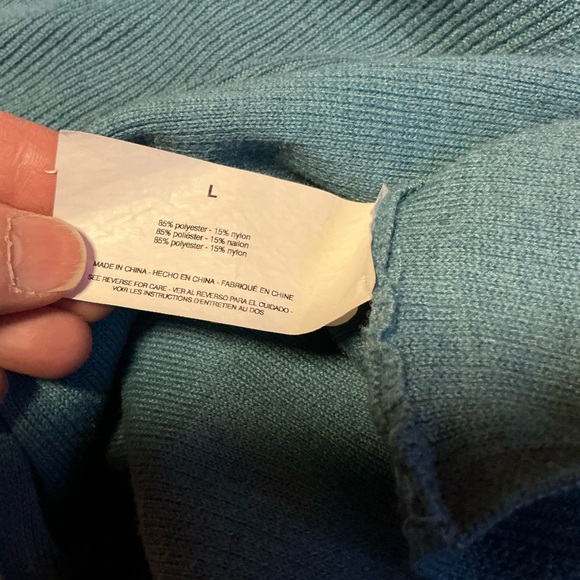 L
85% polyester - 15% nylon
85% poliéster - 15% nailon
85% polyester - 15% nylon
MADE IN CHINA - HECHO EN CHINA - FABRIQUÉ EN CHINE
SEE REVERSE FOR CARE - VER AL REVERSO PARA EL CUIDADO -
VOIR LES INSTRUCTIONS D'ENTRETIEN AU DOS